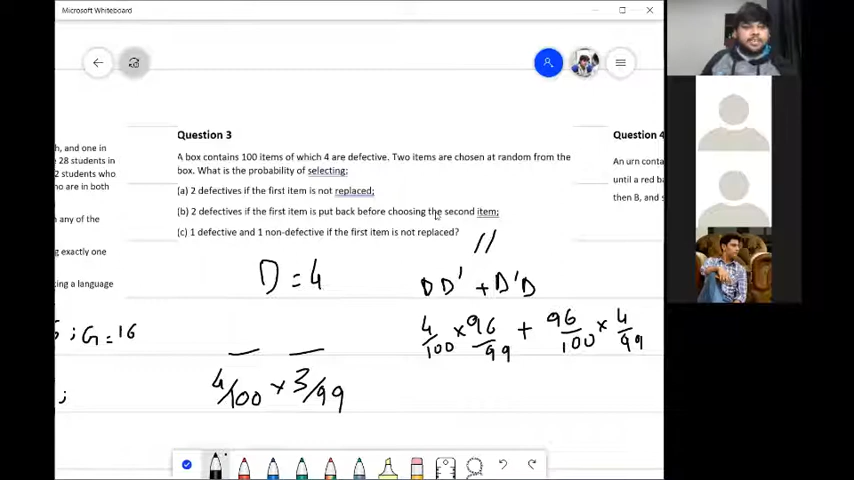 Microsoft Whiteboard
Question 3
A box contains 100 items of which 4 are defective. Two items are chosen at random from the
box. What is the probability of selecting;
(a) 2 defectives if the first item is not replaced;
(b) 2 defectives if the first item is put back before choosing the second item;
(c) 1 defective and 1 non-defective if the first item is not replaced?
h, and one in
28 students in
2 students who
no are in both
any of the
g exactly one
king a language
Question 4
An urn conta
until a red b
then B, and s
D = 4
DD' + D'D
4/100 × 96/99 + 96/100 × 4/99
; G = 16
4/100 × 3/99
;